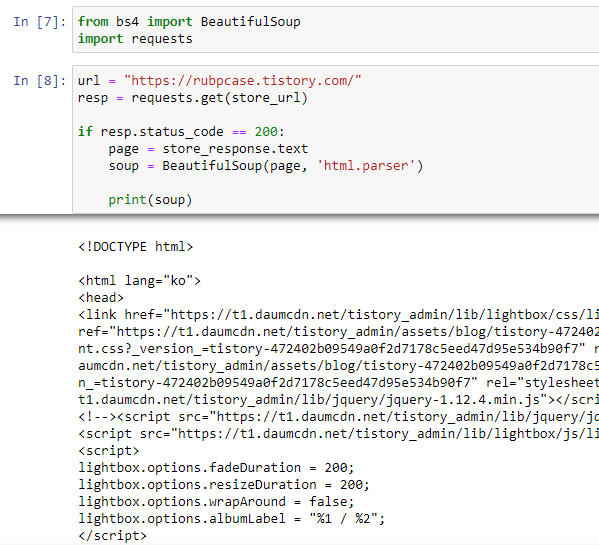 In [7]: from bs4 import BeautifulSoup
import requests
In [8]: url = "https://rubpcase.tistory.com/"
resp = requests.get(store_url)
if resp.status_code == 200:
page = store_response.text
soup = BeautifulSoup(page, 'html.parser')
print(soup)
<!DOCTYPE html>
<html lang="ko">
<head>
<link href="https://t1.daumcdn.net/tistory_admin/lib/lightbox/css/li
ref="https://t1.daumcdn.net/tistory_admin/assets/blog/tistory-472402
nt.css?_version_=tistory-472402b09549a0f2d7178c5eed47d95e534b90f7" r
aumcdn.net/tistory_admin/assets/blog/tistory-472402b09549a0f2d7178c5
n_=tistory-472402b09549a0f2d7178c5eed47d95e534b90f7" rel="stylesheet
t1.daumcdn.net/tistory_admin/lib/jquery/jquery-1.12.4.min.js"></scri
<!--><script src="https://t1.daumcdn.net/tistory_admin/lib/jquery/jq
<script src="https://t1.daumcdn.net/tistory_admin/lib/lightbox/js/li
<script>
lightbox.options.fadeDuration = 200;
lightbox.options.resizeDuration = 200;
lightbox.options.wrapAround = false;
lightbox.options.albumLabel = "%1 / %2";
</script>